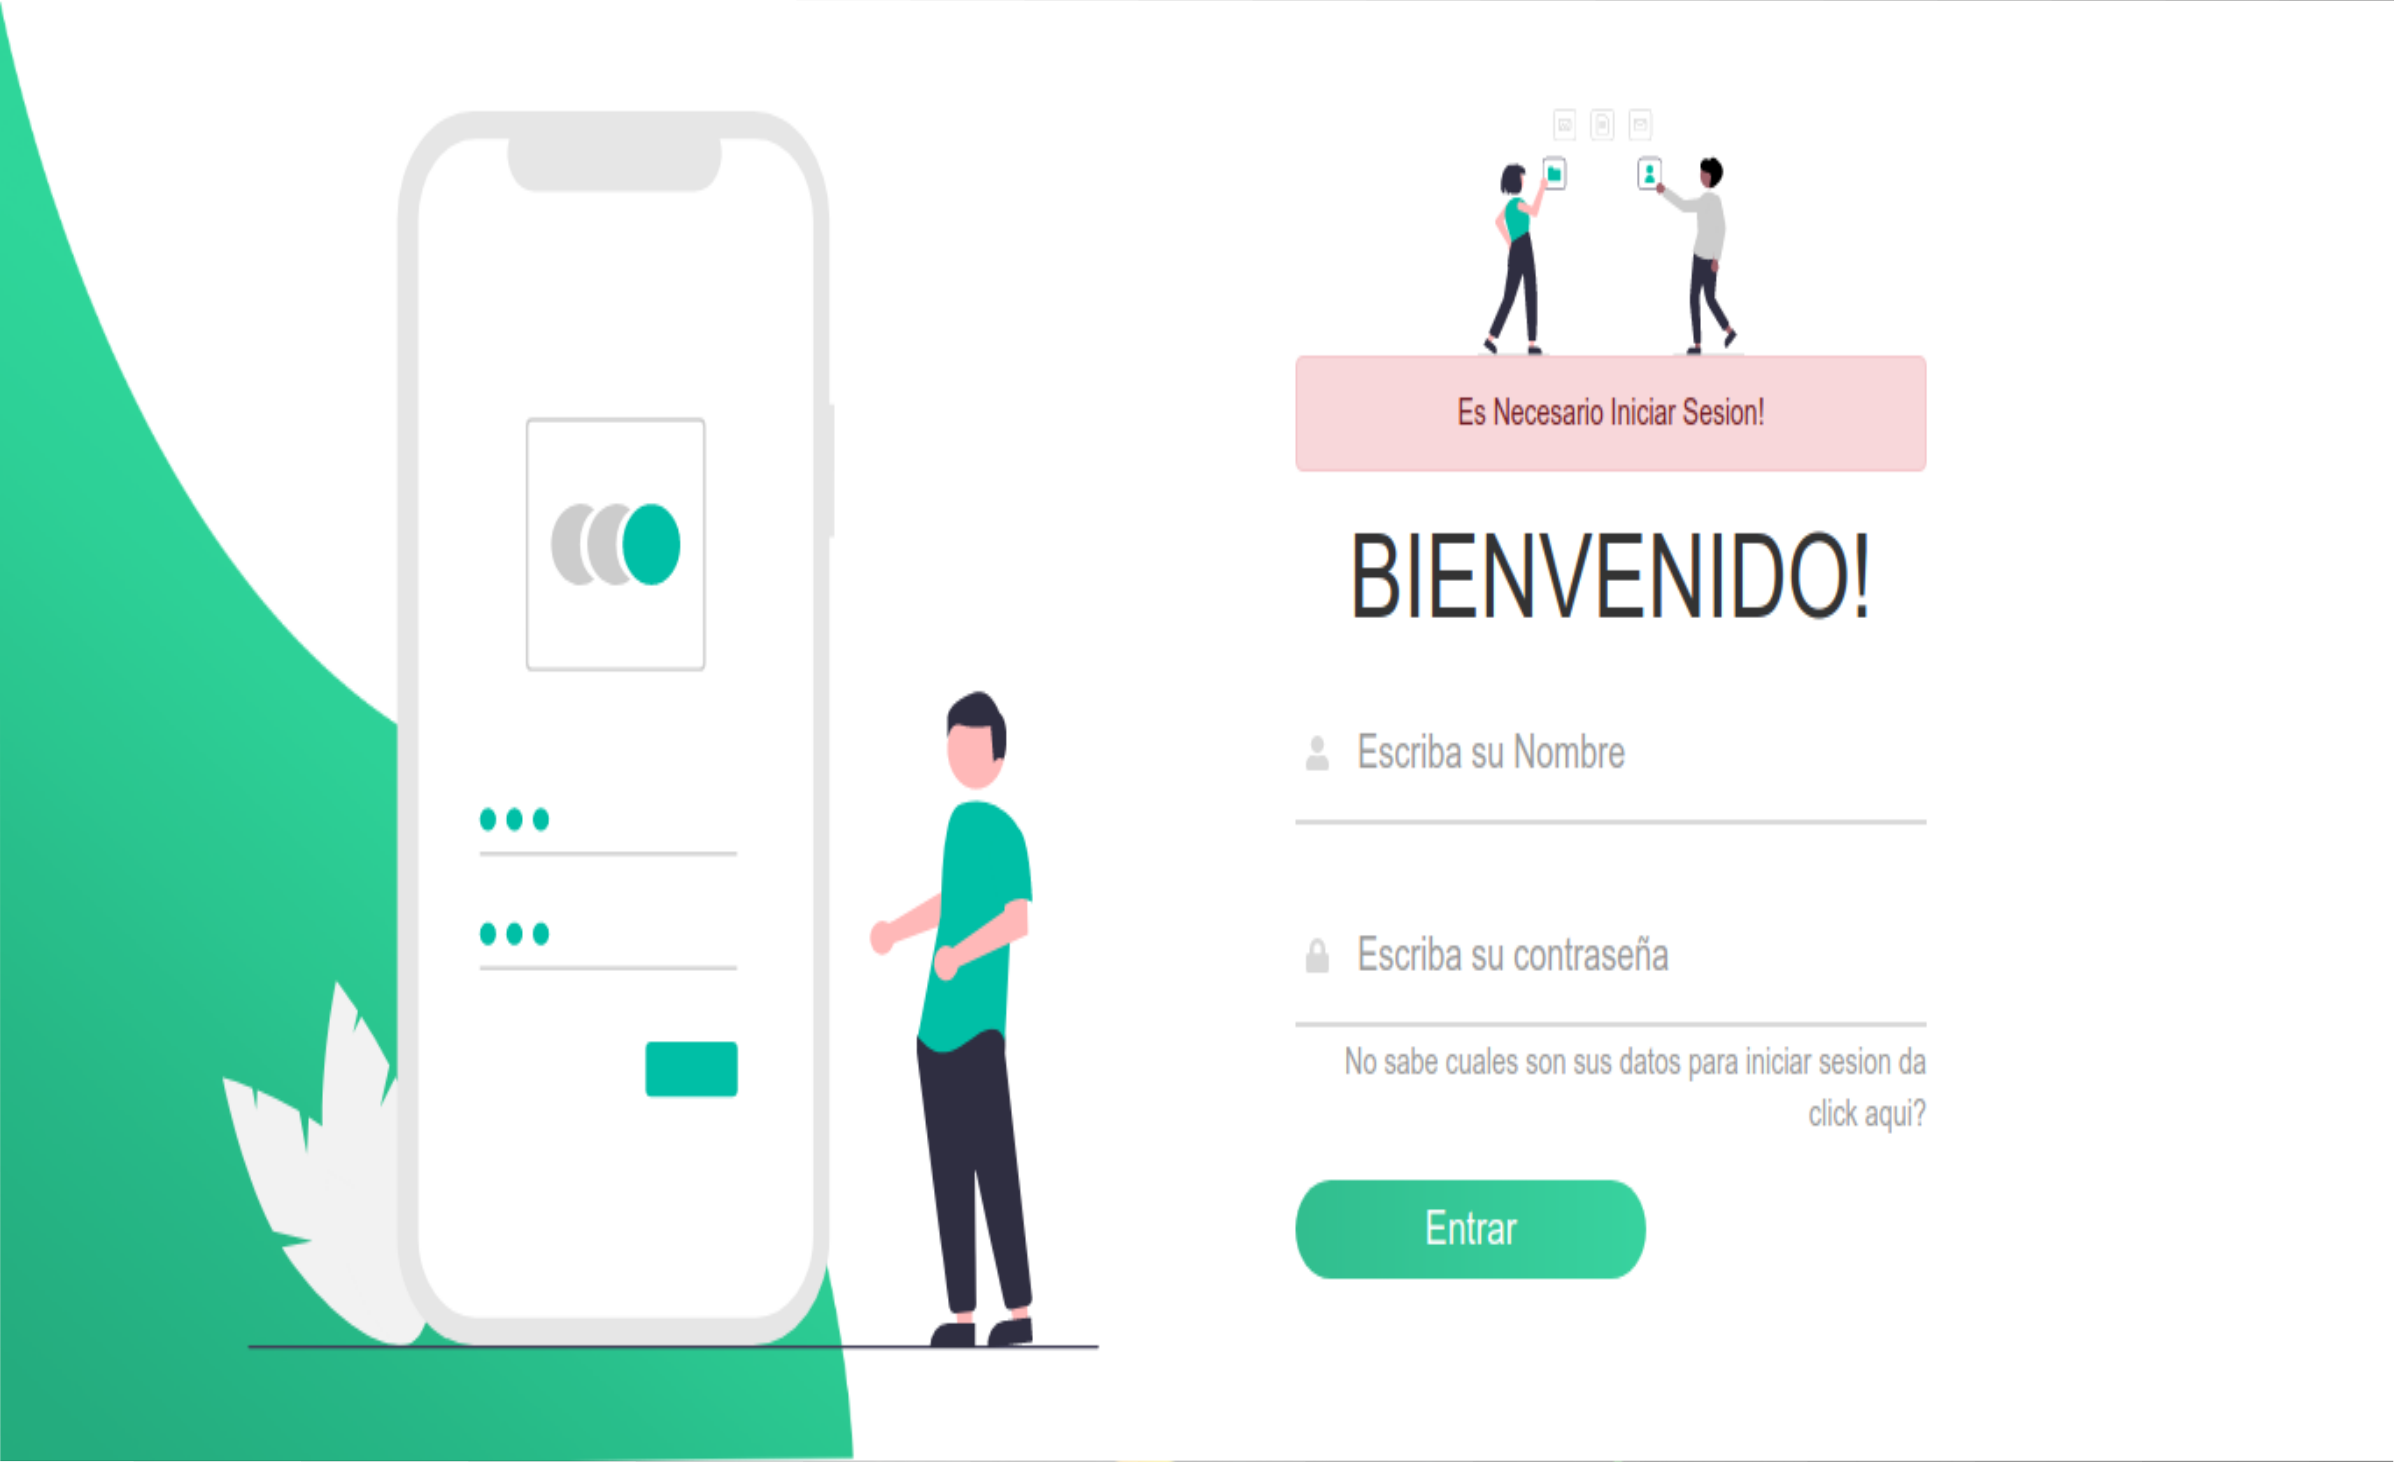 Es Necesario Iniciar Sesion!
BIENVENIDO!
Escriba su Nombre
Escriba su contraseña
No sabe cuales son sus datos para iniciar sesion da
click aqui?
Entrar